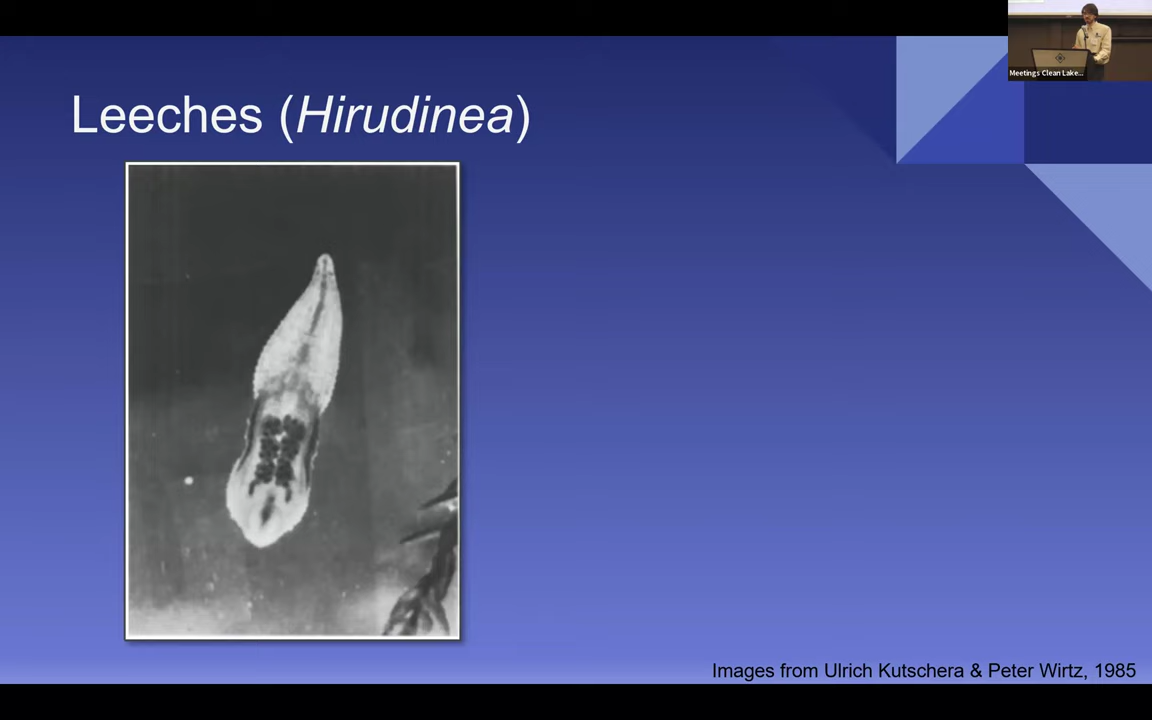 Meetings Clean Lake...
Leeches (Hirudinea)
Images from Ulrich Kutschera & Peter Wirtz, 1985